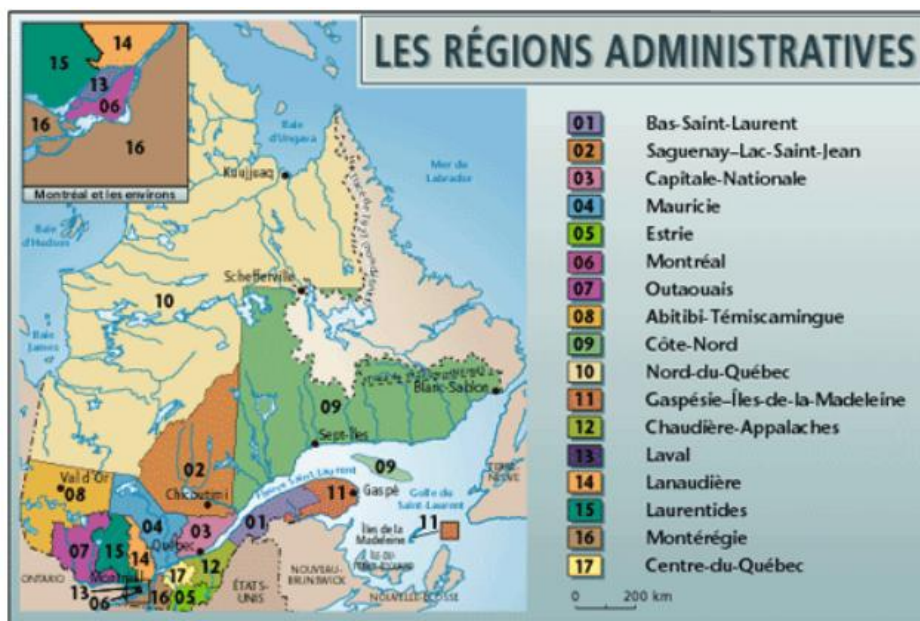 LES RÉGIONS ADMINISTRATIVES
15
14
13
06
16
16
Montréal et les environs
Baie d'Ungava
Mer du Labrador
Kuujjuaq
Baie d'Hudson
Schefferville
10
Baie James
Blanc-Sablon
09
Sept-Îles
02
09
Val d'Or
08
Chicoutimi
Fleuve Saint-Laurent
11
Gaspé
Golfe du Saint-Laurent
01
04
03
Îles de la Madeleine
11
Québec
07
15
14
12
ONTARIO
Montréal
17
13
06
16
05
ÉTATS-UNIS
NOUVEAU-BRUNSWICK
NOUVELLE-ÉCOSSE
01 Bas-Saint-Laurent
02 Saguenay–Lac-Saint-Jean
03 Capitale-Nationale
04 Mauricie
05 Estrie
06 Montréal
07 Outaouais
08 Abitibi-Témiscamingue
09 Côte-Nord
10 Nord-du-Québec
11 Gaspésie–Îles-de-la-Madeleine
12 Chaudière-Appalaches
13 Laval
14 Lanaudière
15 Laurentides
16 Montérégie
17 Centre-du-Québec
0 200 km